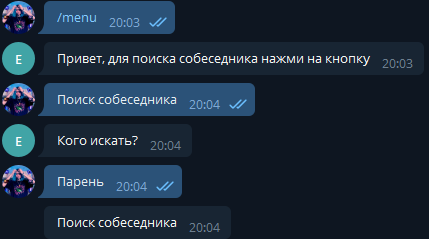 /menu 20:03
Е Привет, для поиска собеседника нажми на кнопку 20:03
Поиск собеседника 20:04
Е Кого искать? 20:04
Парень 20:04
Поиск собеседника 20:04